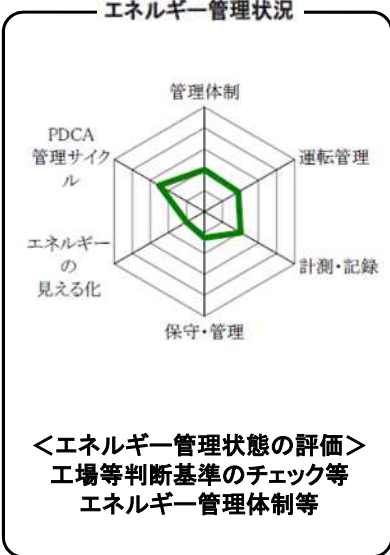 エネルギー管理状況
管理体制
PDCA
管理サイク
ル
運転管理
エネルギー
の
見える化
計測・記録
保守・管理
＜エネルギー管理状態の評価＞
工場等判断基準のチェック等
エネルギー管理体制等